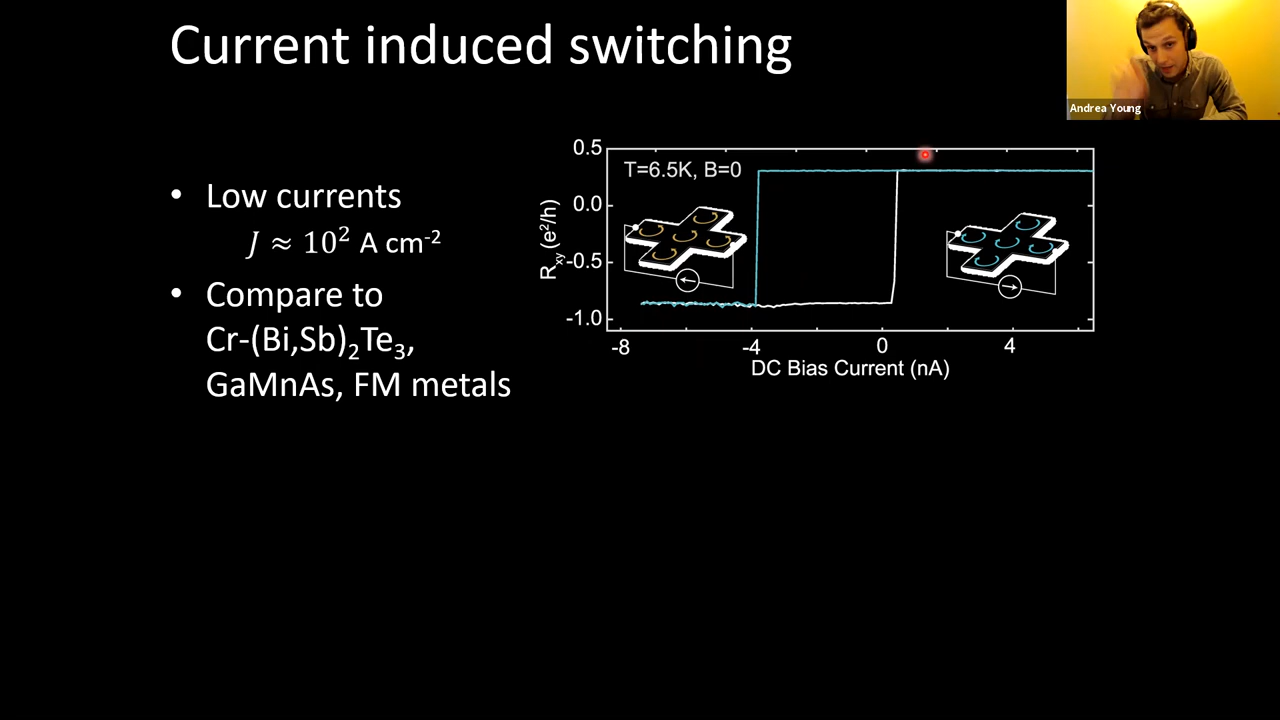 Current induced switching
Andrea Young
• Low currents
J ≈ 10² A cm⁻²
• Compare to
Cr-(Bi,Sb)₂Te₃,
GaMnAs, FM metals
T=6.5K, B=0
Rxy (e²/h)
0.5
0.0
-0.5
-1.0
-8 -4 0 4
DC Bias Current (nA)